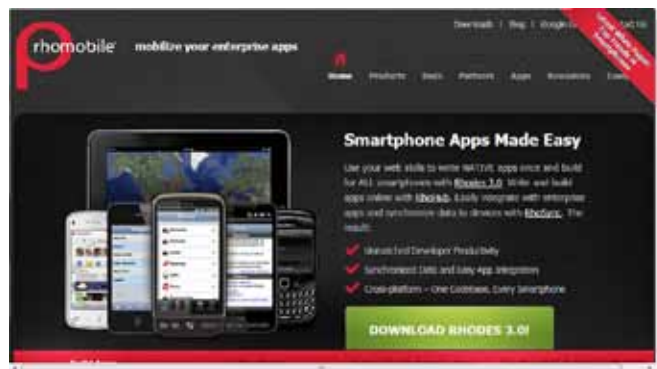 Downloads | Blog | Google
rhomobile mobilize your enterprise apps
Home Products Partners Apps Resources
Smartphone Apps Made Easy
Use your web skills to write NATIVE apps once and build
for ALL smartphones with Rhodes 3.0. Write and build
apps online with RhoHub. Easily integrate with enterprise
apps and synchronize data to devices with RhoSync. The
result:
Unmatched Developer Productivity
Synchronized Data and Easy App Integration
Cross-platform – One Codebase, Every Smartphone
DOWNLOAD RHODES 3.0!